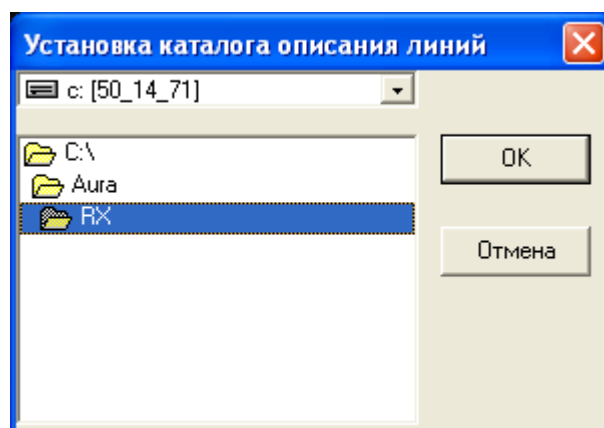 Установка каталога описания линий
c: [50_14_71]
C:\
Aura
RX
OK
Отмена